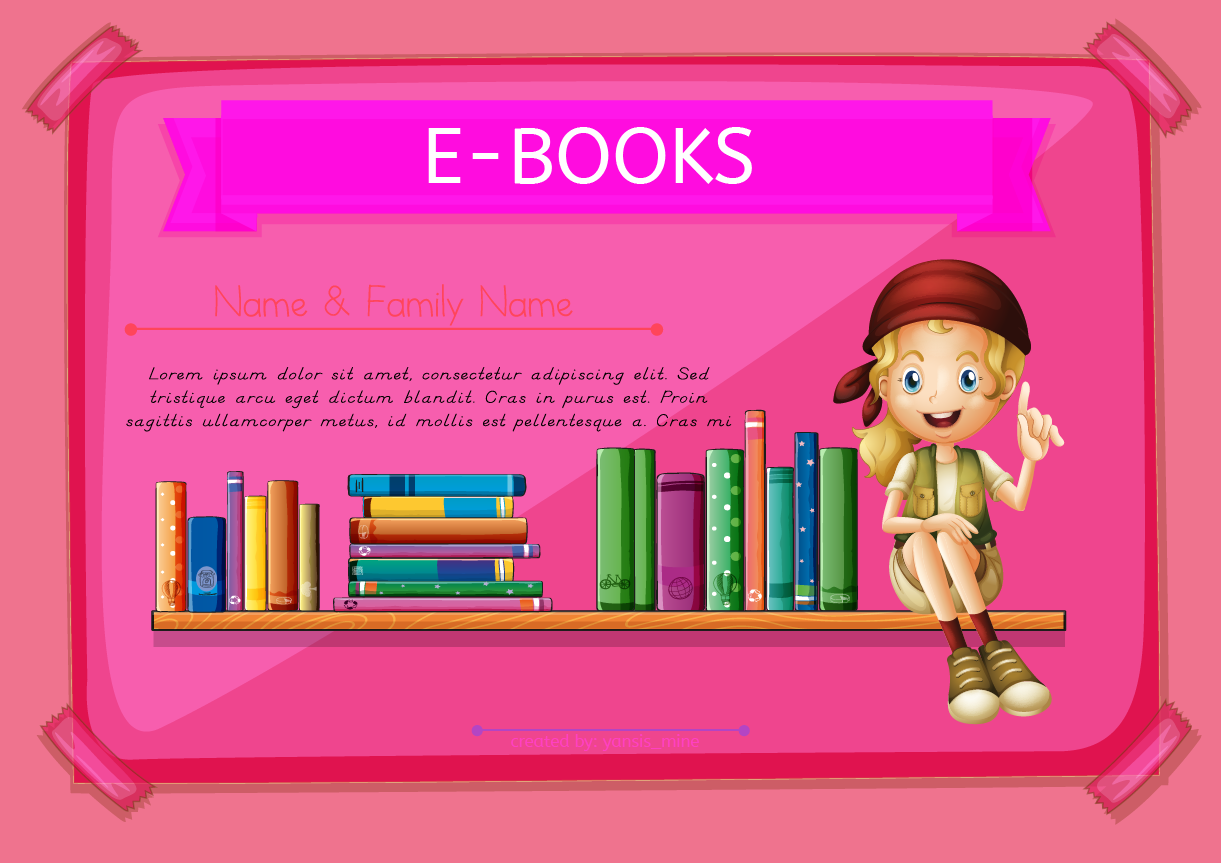 E-BOOKS
Name & Family Name
Lorem ipsum dolor sit amet, consectetur adipiscing elit. Sed
tristique arcu eget dictum blandit. Cras in purus est. Proin
sagittis ullamcorper metus, id mollis est pellentesque a. Cras mi
created by: yansis_mine